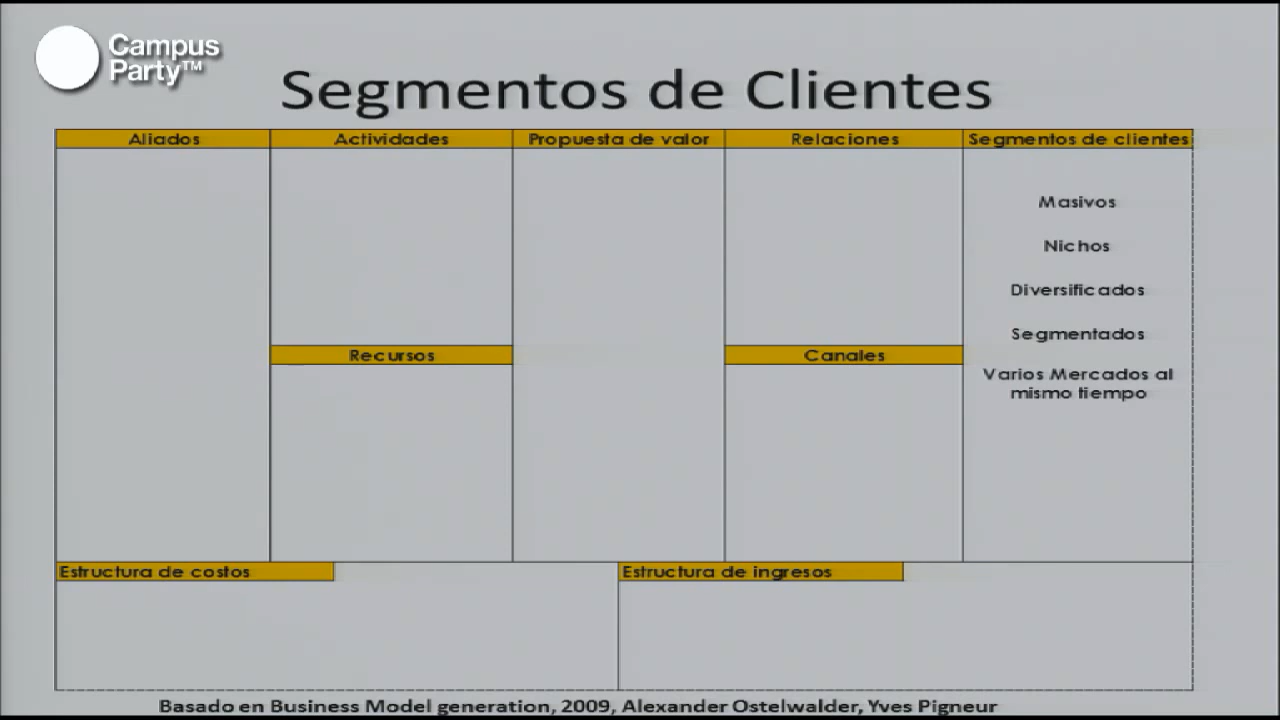 Campus
Party™
Segmentos de Clientes
Aliados
Actividades
Propuesta de valor
Relaciones
Segmentos de clientes
Masivos
Nichos
Diversificados
Segmentados
Varios Mercados al
mismo tiempo
Recursos
Canales
Estructura de costos
Estructura de ingresos
Basado en Business Model generation, 2009, Alexander Ostelwalder, Yves Pigneur